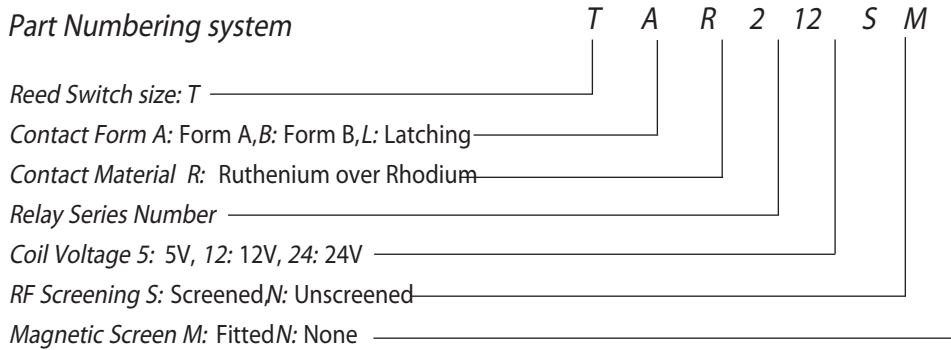 Part Numbering system T A R 2 12 S M
Reed Switch size: T
Contact Form A: Form A,B: Form B,L: Latching
Contact Material R: Ruthenium over Rhodium
Relay Series Number
Coil Voltage 5: 5V, 12: 12V, 24: 24V
RF Screening S: Screened,N: Unscreened
Magnetic Screen M: Fitted N: None